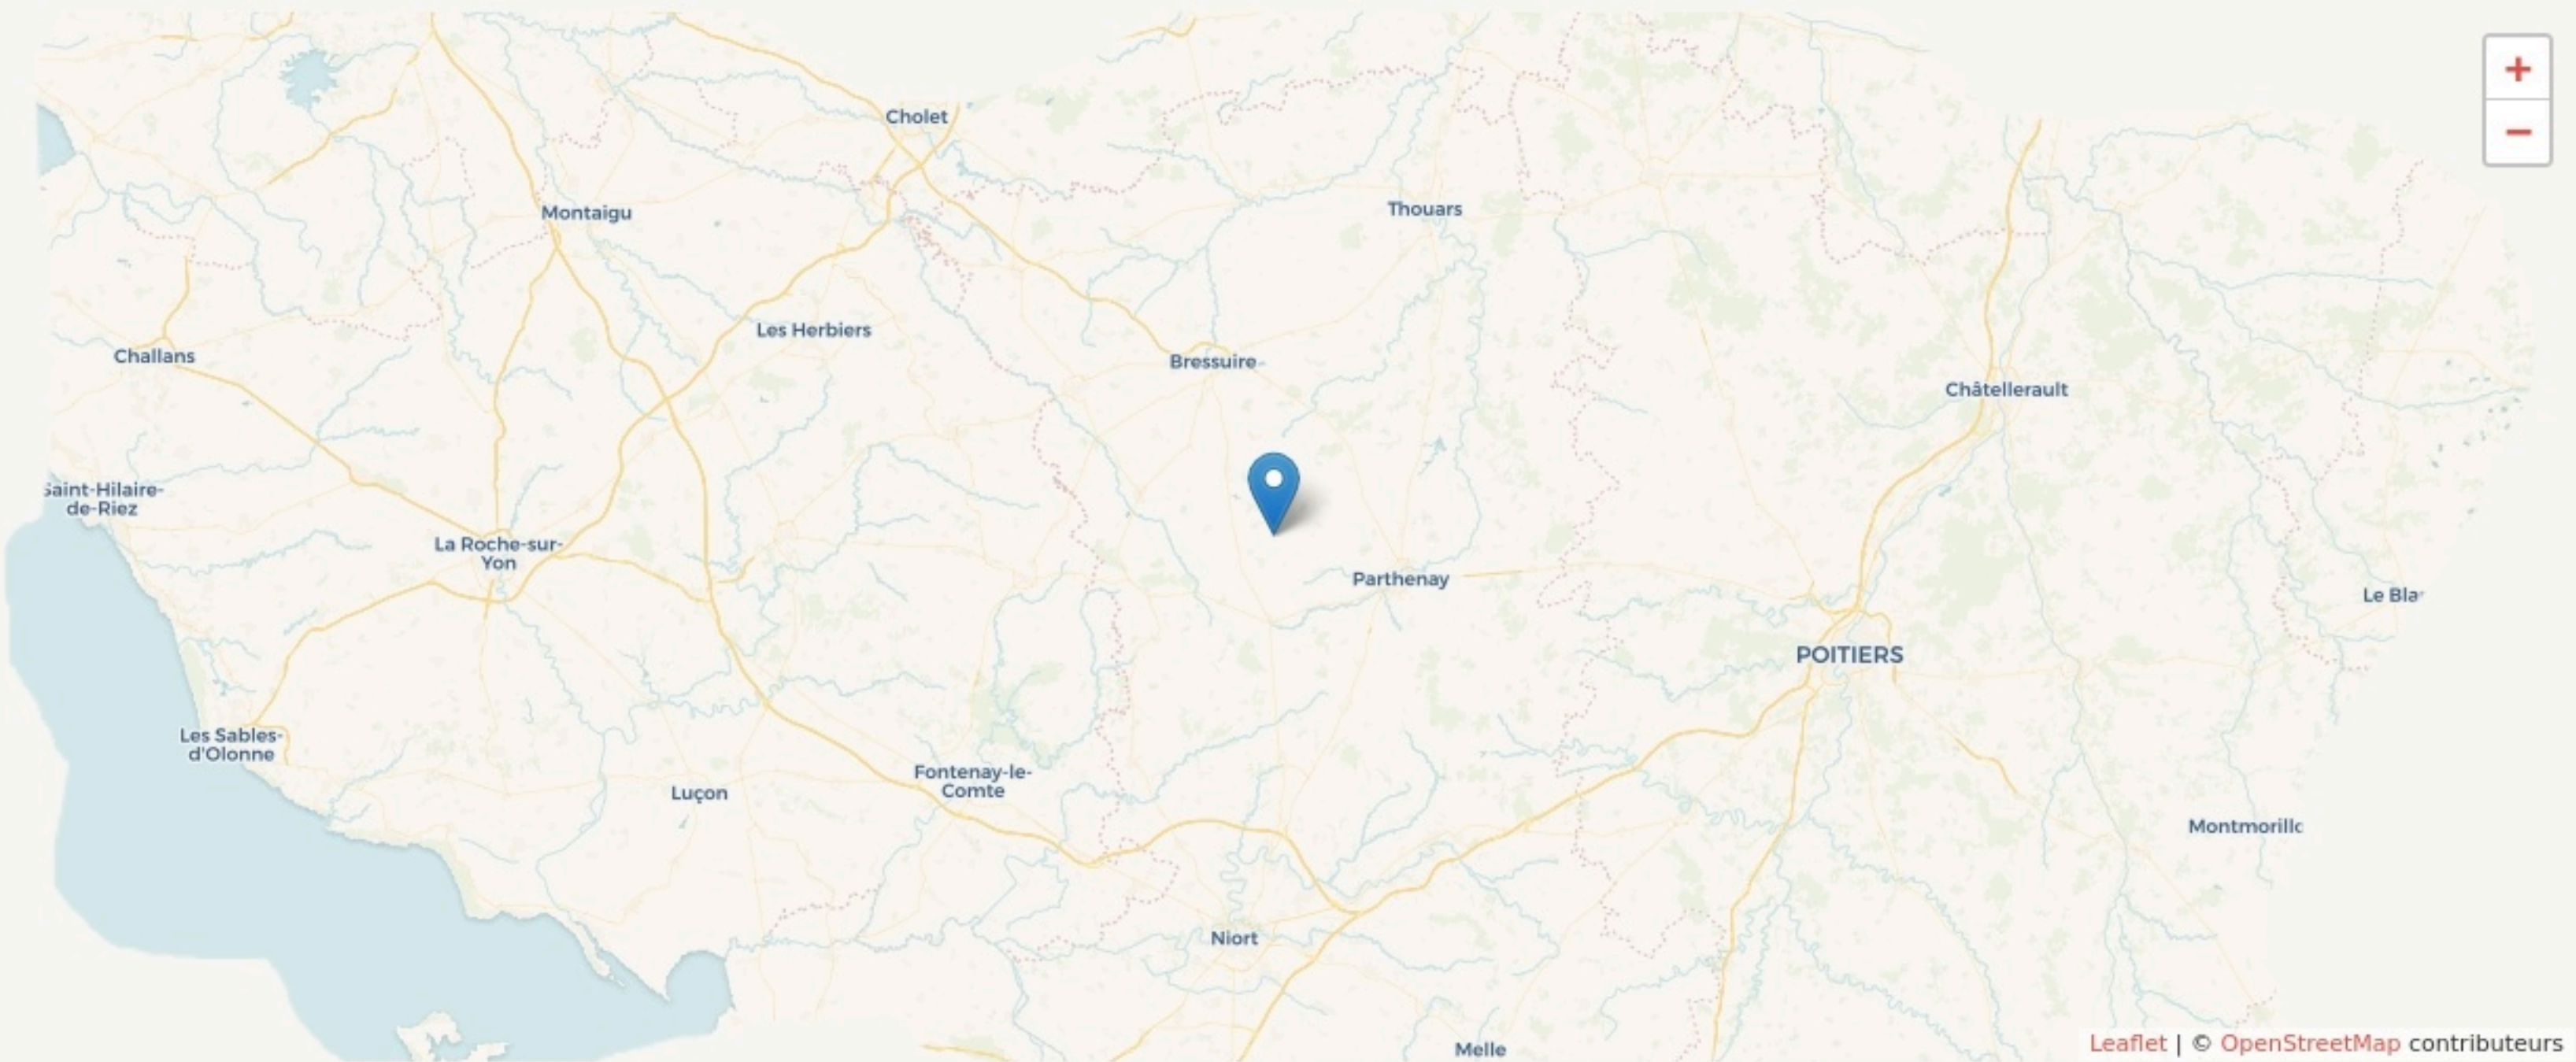 +
−
Cholet
Montaigu
Thouars
Les Herbiers
Challans
Bressuire
Châtellerault
Saint-Hilaire-
de-Riez
La Roche-sur-
Yon
Parthenay
Le Bla
POITIERS
Les Sables-
d'Olonne
Fontenay-le-
Comte
Luçon
Montmorillo
Niort
Melle
Leaflet | © OpenStreetMap contributeurs